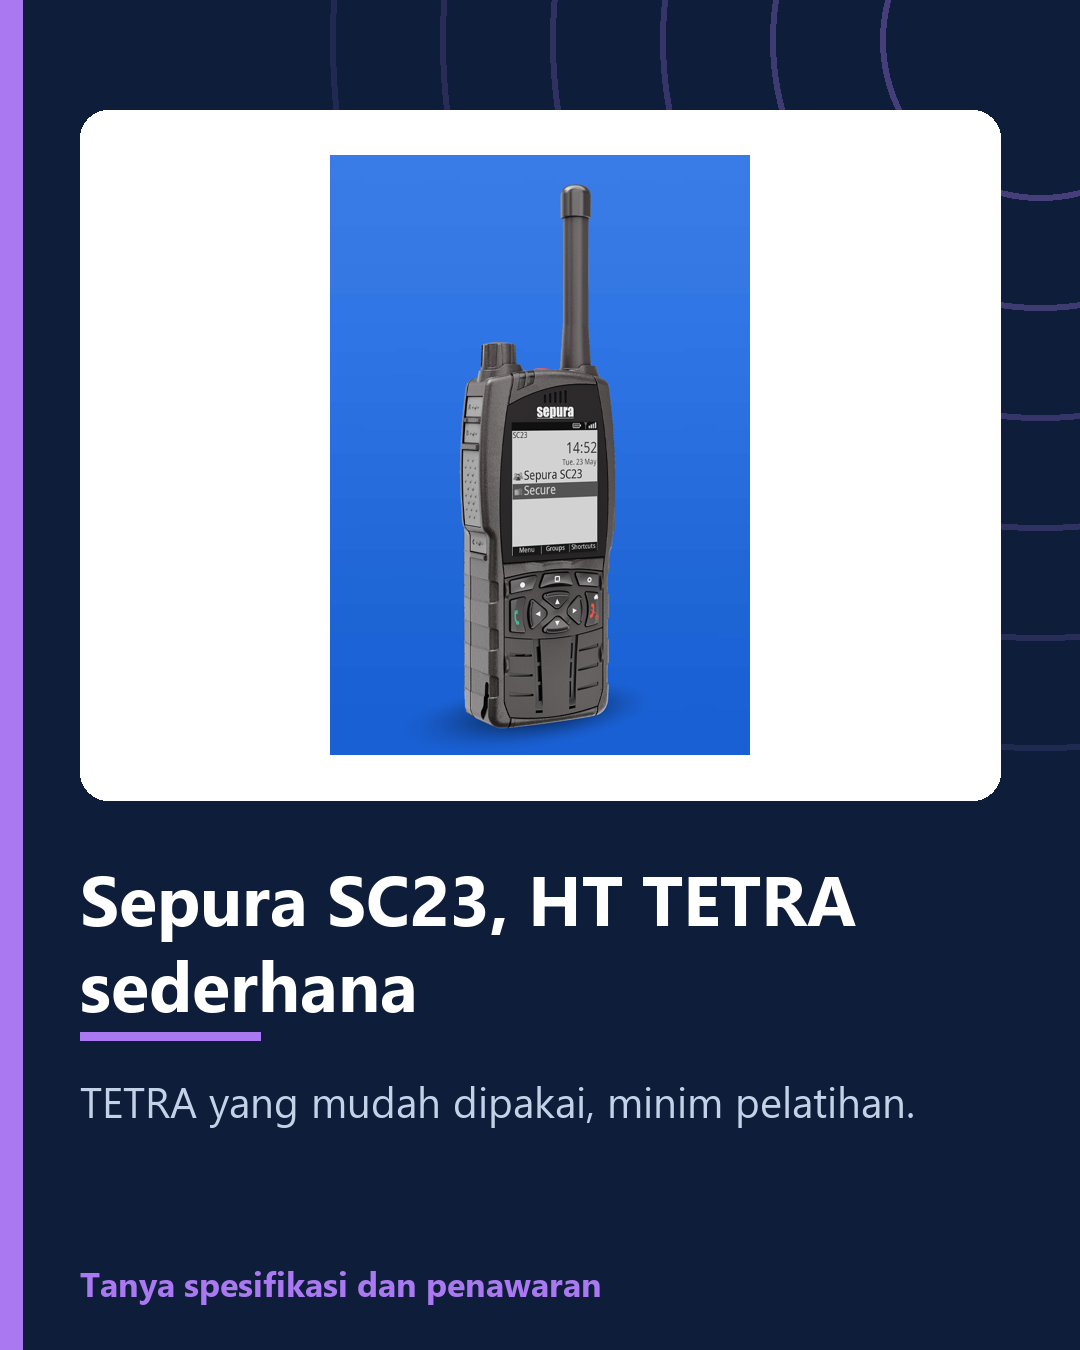 sepura
SC23
14:52
Tue, 23 May
Sepura SC23
Secure
Menu Groups Shortcuts
Sepura SC23, HT TETRA
sederhana
TETRA yang mudah dipakai, minim pelatihan.
Tanya spesifikasi dan penawaran